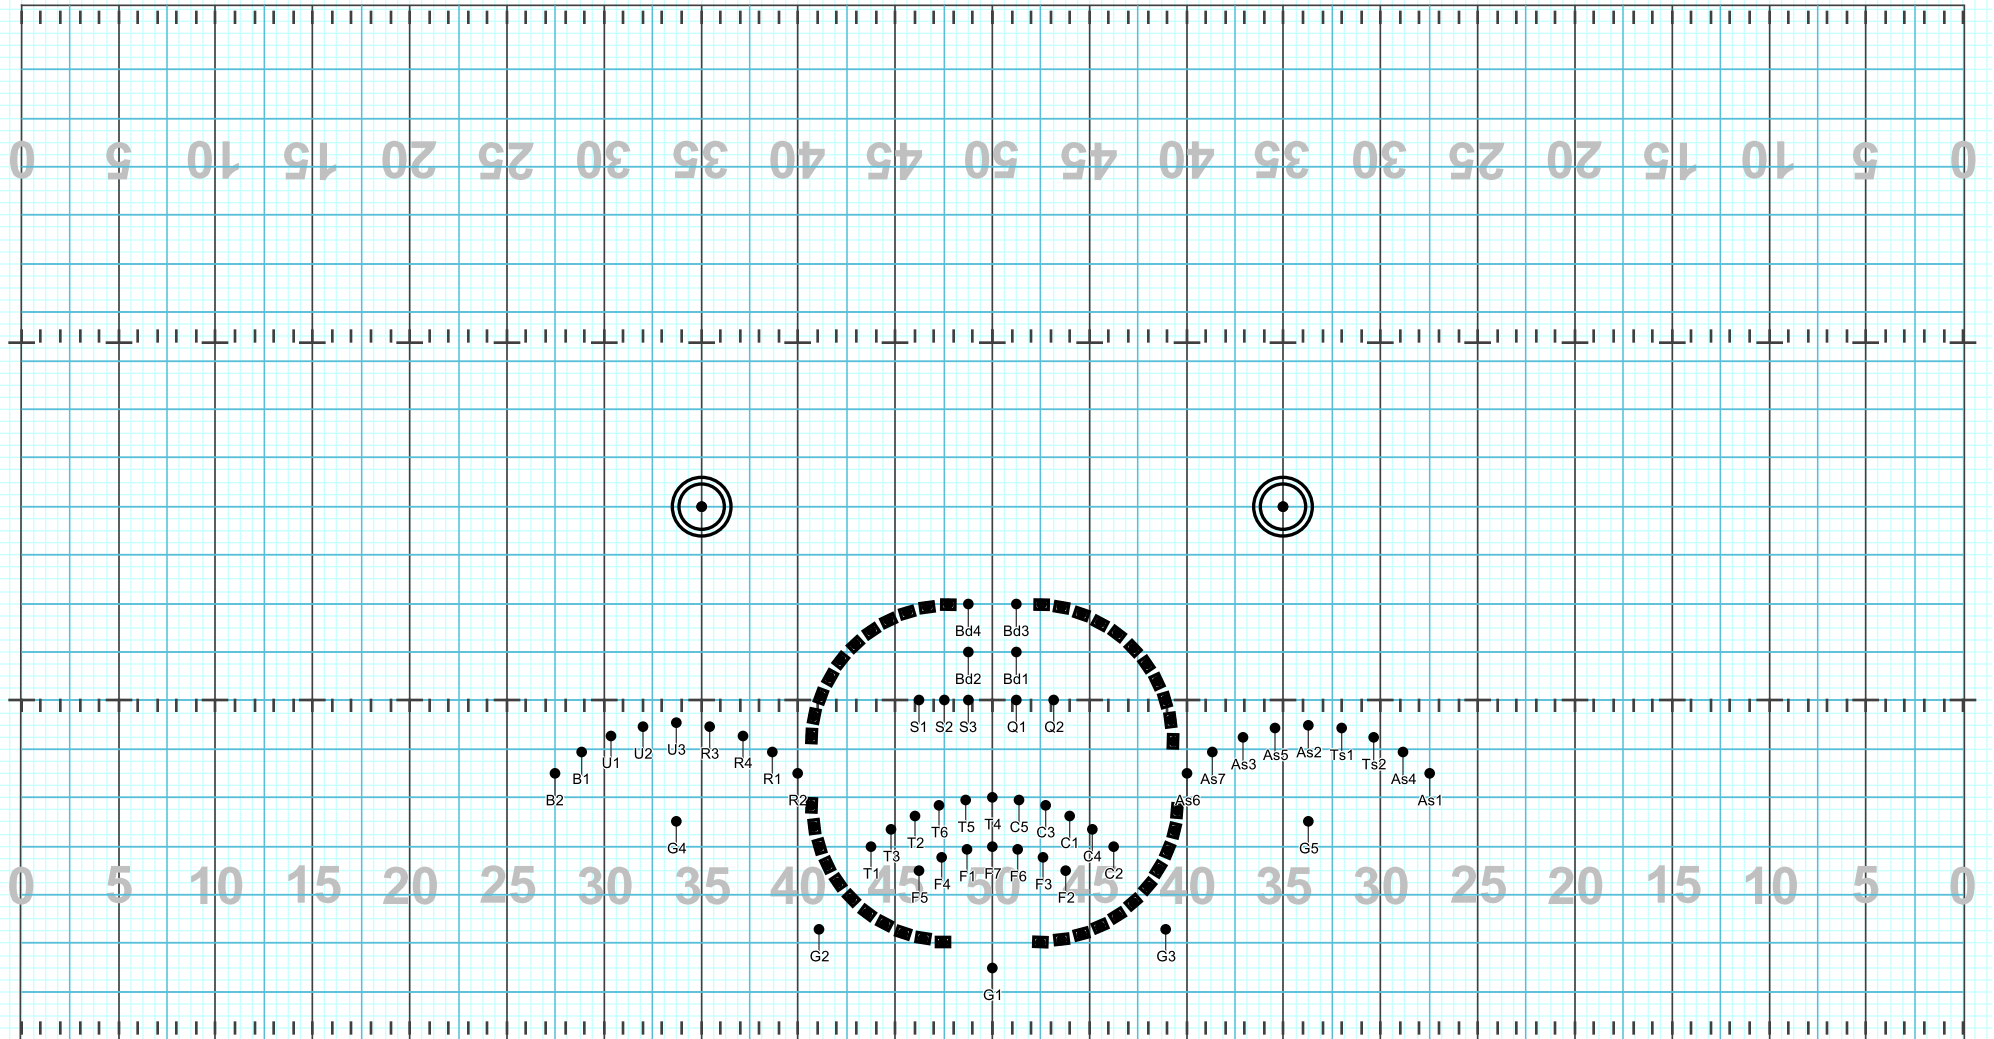 0 5 10 15 20 25 30 35 40 45 50 45 40 35 30 25 20 15 10 5 0
Bd4 Bd3
Bd2 Bd1
S1 S2 S3 Q1 Q2
B2 B1 U1 U2 U3 R3 R4 R1 R2
As6 As7 As3 As5 As2 Ts1 Ts2 As4 As1
T1 T3 T2 T6 T5 T4 C5 C3 C1 C4 C2
G4 G5
F5 F4 F1 F7 F6 F3 F2
0 5 10 15 20 25 30 35 40 45 50 45 40 35 30 25 20 15 10 5 0
G2 G3
G1